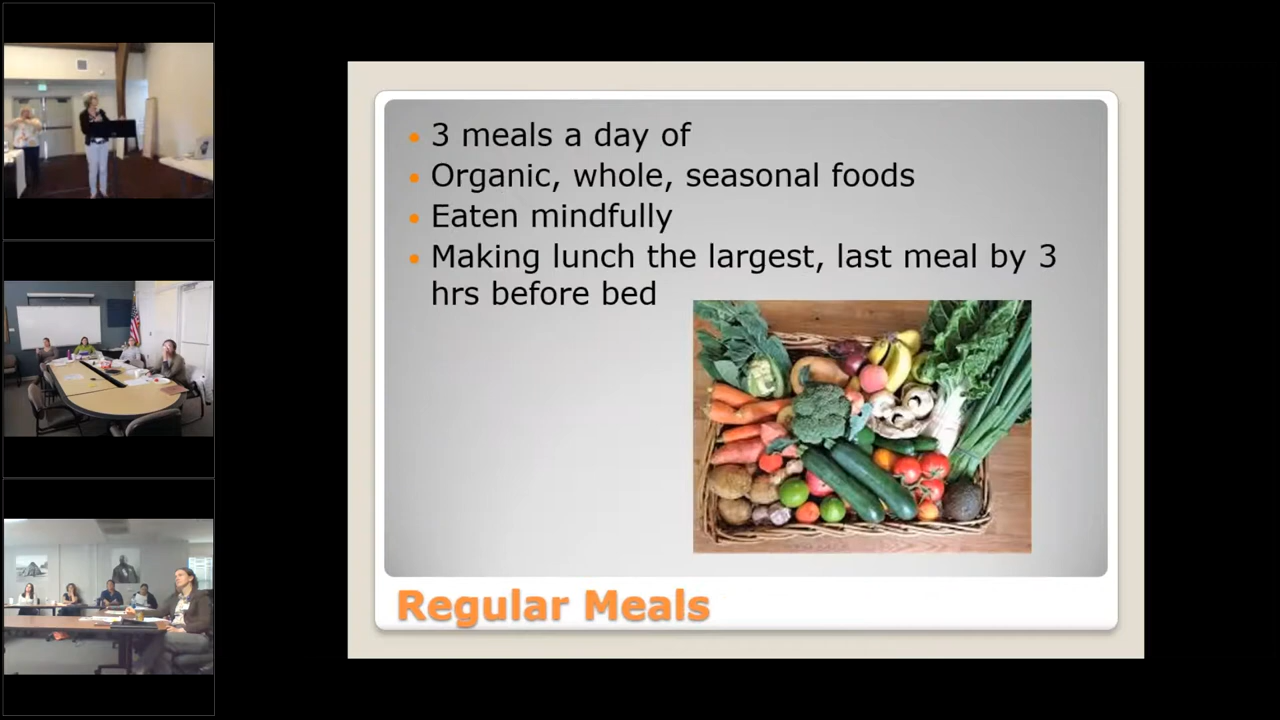 3 meals a day of
Organic, whole, seasonal foods
Eaten mindfully
Making lunch the largest, last meal by 3
hrs before bed
Regular Meals